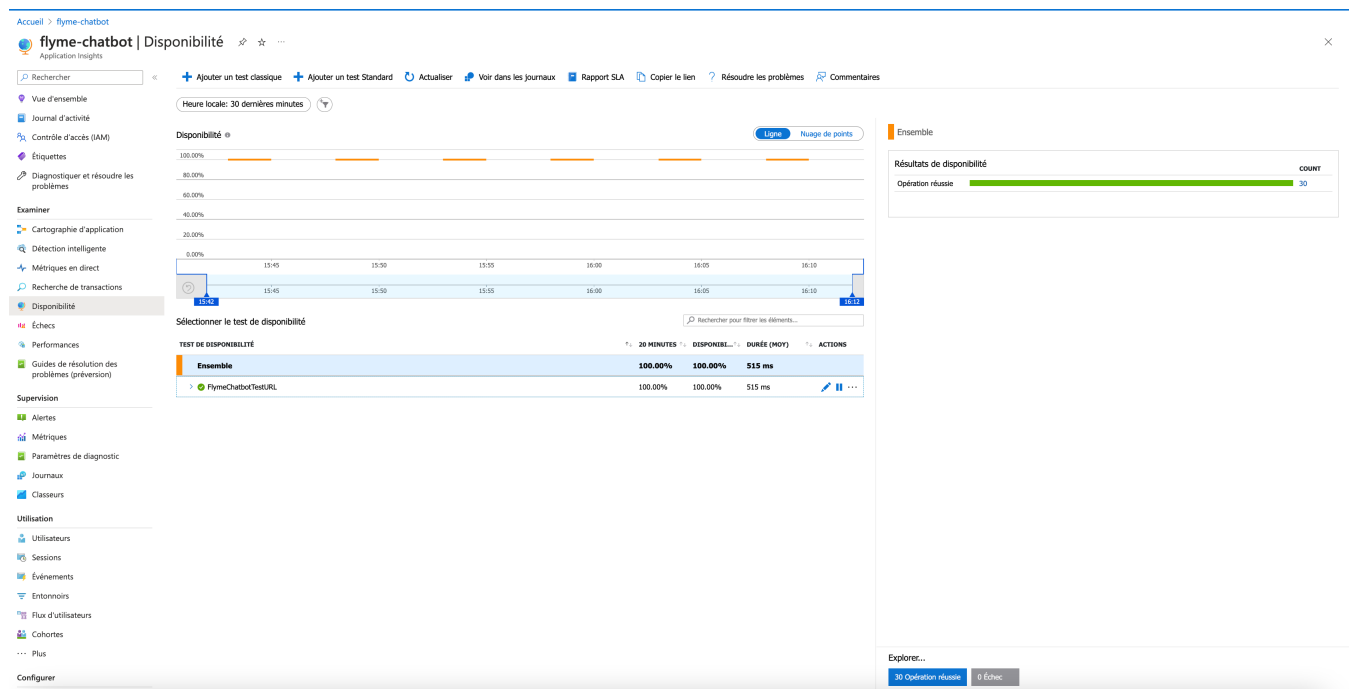 Accueil > flyme-chatbot
flyme-chatbot | Disponibilité
Application Insights
Rechercher
Vue d'ensemble
Journal d'activité
Contrôle d'accès (IAM)
Étiquettes
Diagnostiquer et résoudre les
problèmes
Examiner
Cartographie d'application
Détection intelligente
Métriques en direct
Recherche de transactions
Disponibilité
Échecs
Performances
Guides de résolution des
problèmes (préversion)
Supervision
Alertes
Métriques
Paramètres de diagnostic
Journaux
Classeurs
Utilisation
Utilisateurs
Sessions
Événements
Entonnoirs
Flux d'utilisateurs
Cohortes
Plus
Configurer
Ajouter un test classique Ajouter un test Standard Actualiser Voir dans les journaux Rapport SLA Copier le lien Résoudre les problèmes Commentaires
Heure locale: 30 dernières minutes
Disponibilité
Ligne Nuage de points
100.00%
80.00%
60.00%
40.00%
20.00%
0.00%
15:45 15:50 15:55 16:00 16:05 16:10
15:45 15:50 15:55 16:00 16:05 16:10
15:42 16:12
Sélectionner le test de disponibilité
Rechercher pour filtrer les éléments...
TEST DE DISPONIBILITÉ 20 MINUTES DISPONIBI... DURÉE (MOY) ACTIONS
Ensemble 100.00% 100.00% 515 ms
FlymeChatbotTestURL 100.00% 100.00% 515 ms
Ensemble
Résultats de disponibilité
COUNT
Opération réussie 30
Explorer...
30 Opération réussie 0 Échec